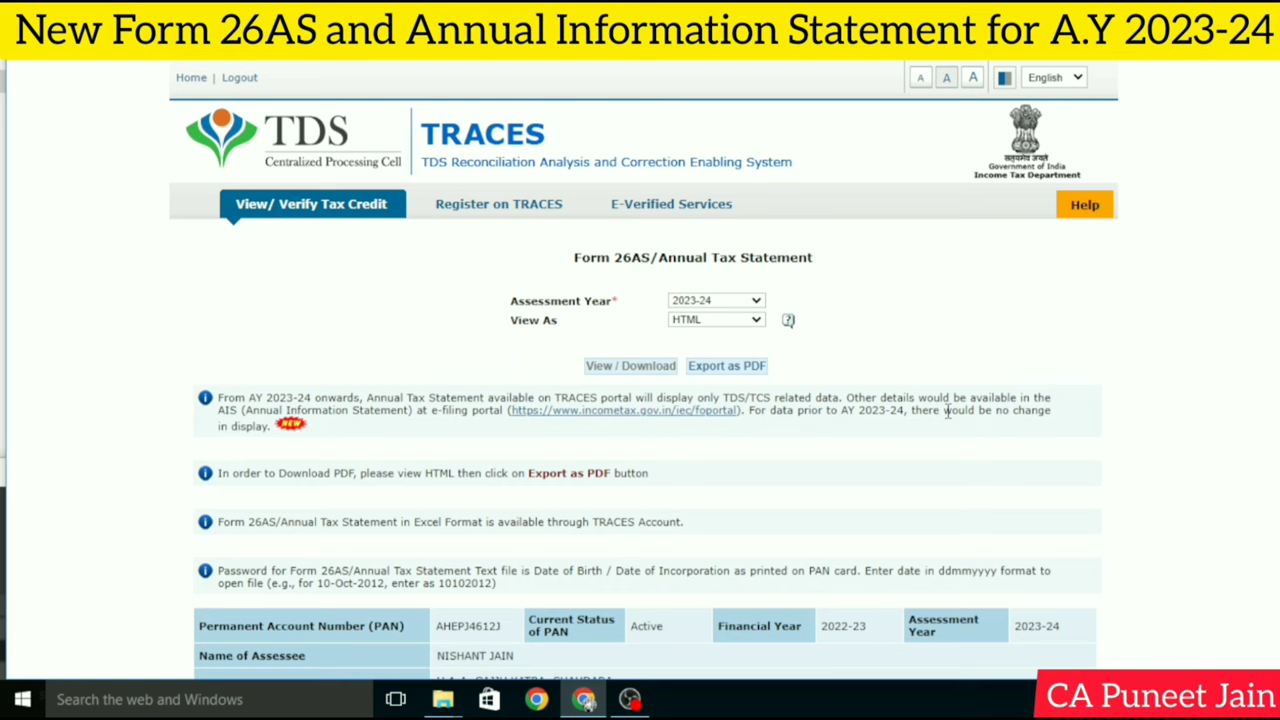 New Form 26AS and Annual Information Statement for A.Y 2023-24
Home | Logout
A A A English
TDS
Centralized Processing Cell
TRACES
TDS Reconciliation Analysis and Correction Enabling System
सत्यमेव जयते
Government of India
Income Tax Department
View/ Verify Tax Credit Register on TRACES E-Verified Services Help
Form 26AS/Annual Tax Statement
Assessment Year* 2023-24
View As HTML ?
View / Download Export as PDF
From AY 2023-24 onwards, Annual Tax Statement available on TRACES portal will display only TDS/TCS related data. Other details would be available in the
AIS (Annual Information Statement) at e-filing portal (https://www.incometax.gov.in/iec/foportal). For data prior to AY 2023-24, there would be no change
in display. NEW
In order to Download PDF, please view HTML then click on Export as PDF button
Form 26AS/Annual Tax Statement in Excel Format is available through TRACES Account.
Password for Form 26AS/Annual Tax Statement Text file is Date of Birth / Date of Incorporation as printed on PAN card. Enter date in ddmmyyyy format to
open file (e.g., for 10-Oct-2012, enter as 10102012)
Permanent Account Number (PAN) AHEPJ4612J Current Status of PAN Active Financial Year 2022-23 Assessment Year 2023-24
Name of Assessee NISHANT JAIN
Search the web and Windows
CA Puneet Jain